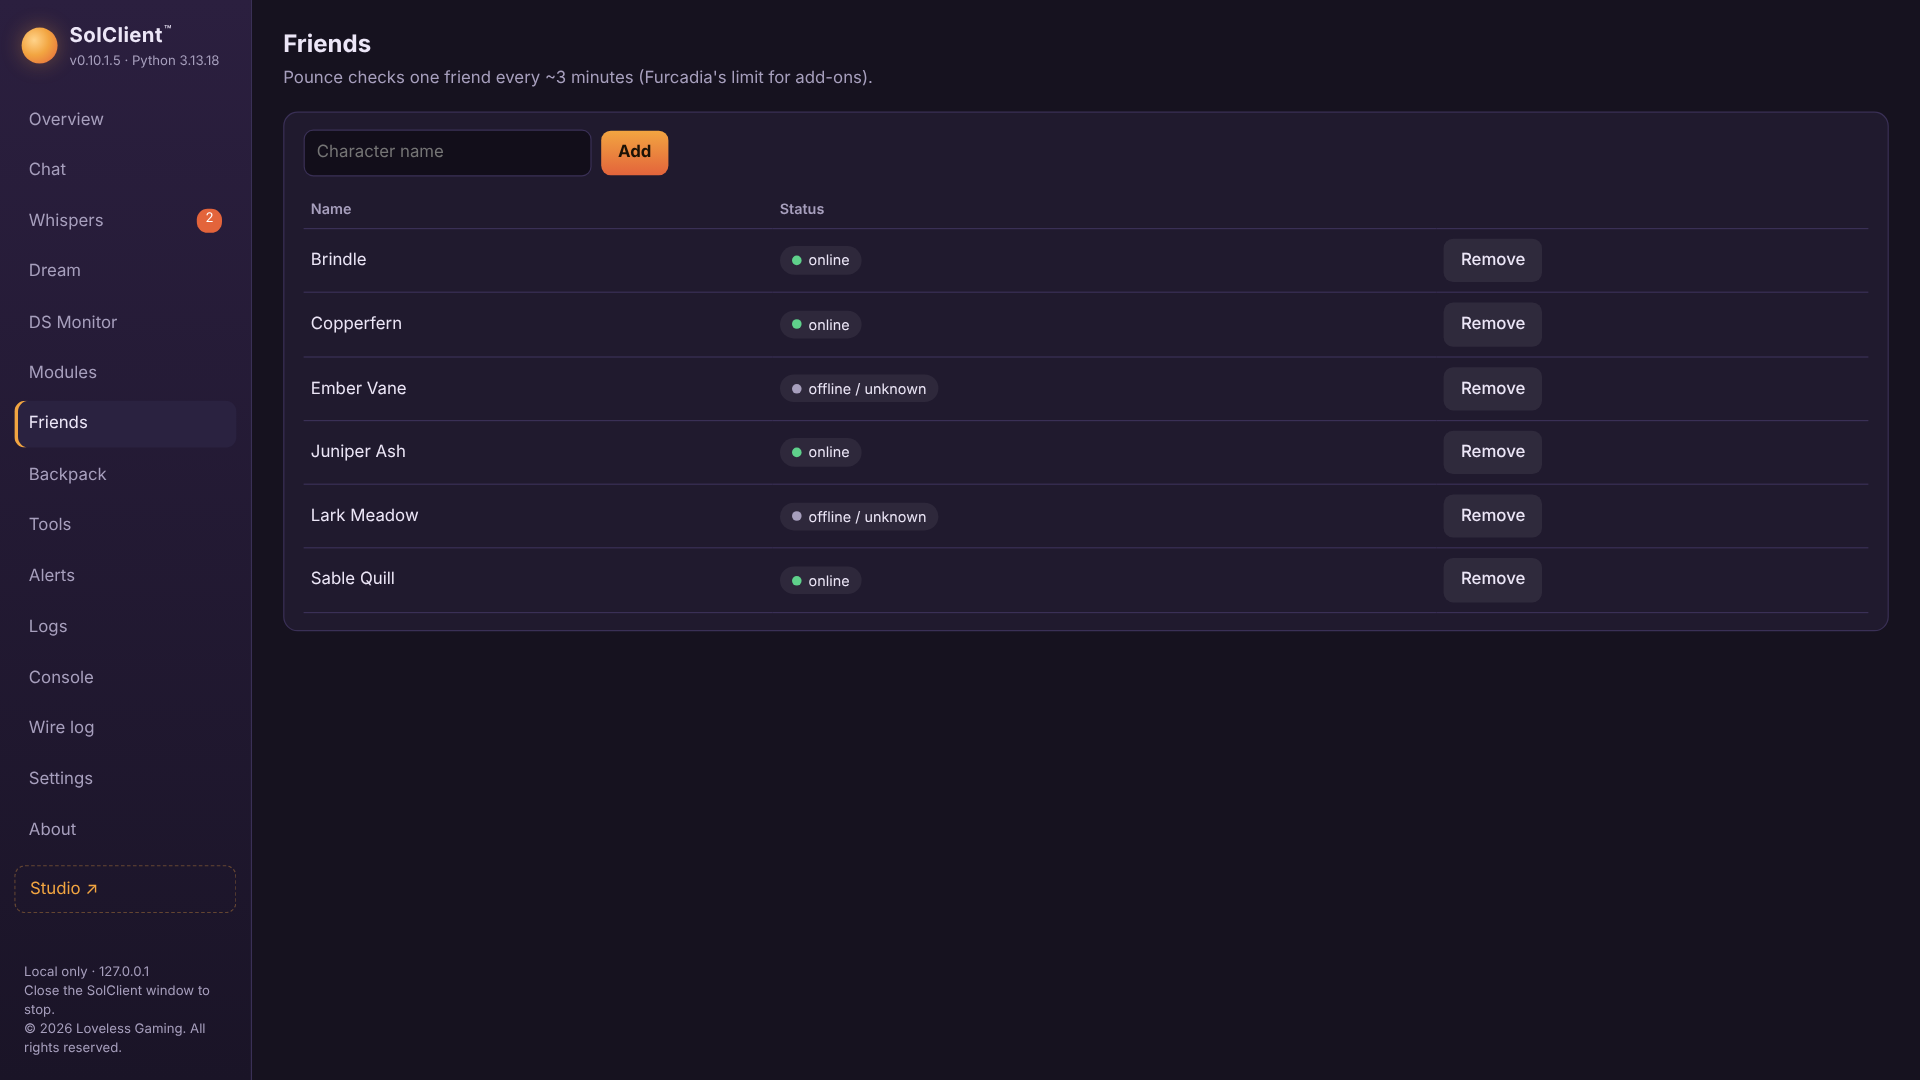 SolClient™
v0.10.1.5 · Python 3.13.18
Overview
Chat
Whispers
2
Dream
DS Monitor
Modules
Friends
Backpack
Tools
Alerts
Logs
Console
Wire log
Settings
About
Studio ↗
Local only · 127.0.0.1
Close the SolClient window to
stop.
© 2026 Loveless Gaming. All
rights reserved.
Friends
Pounce checks one friend every ~3 minutes (Furcadia's limit for add-ons).
Character name
Add
Name Status
Brindle online Remove
Copperfern online Remove
Ember Vane offline / unknown Remove
Juniper Ash online Remove
Lark Meadow offline / unknown Remove
Sable Quill online Remove